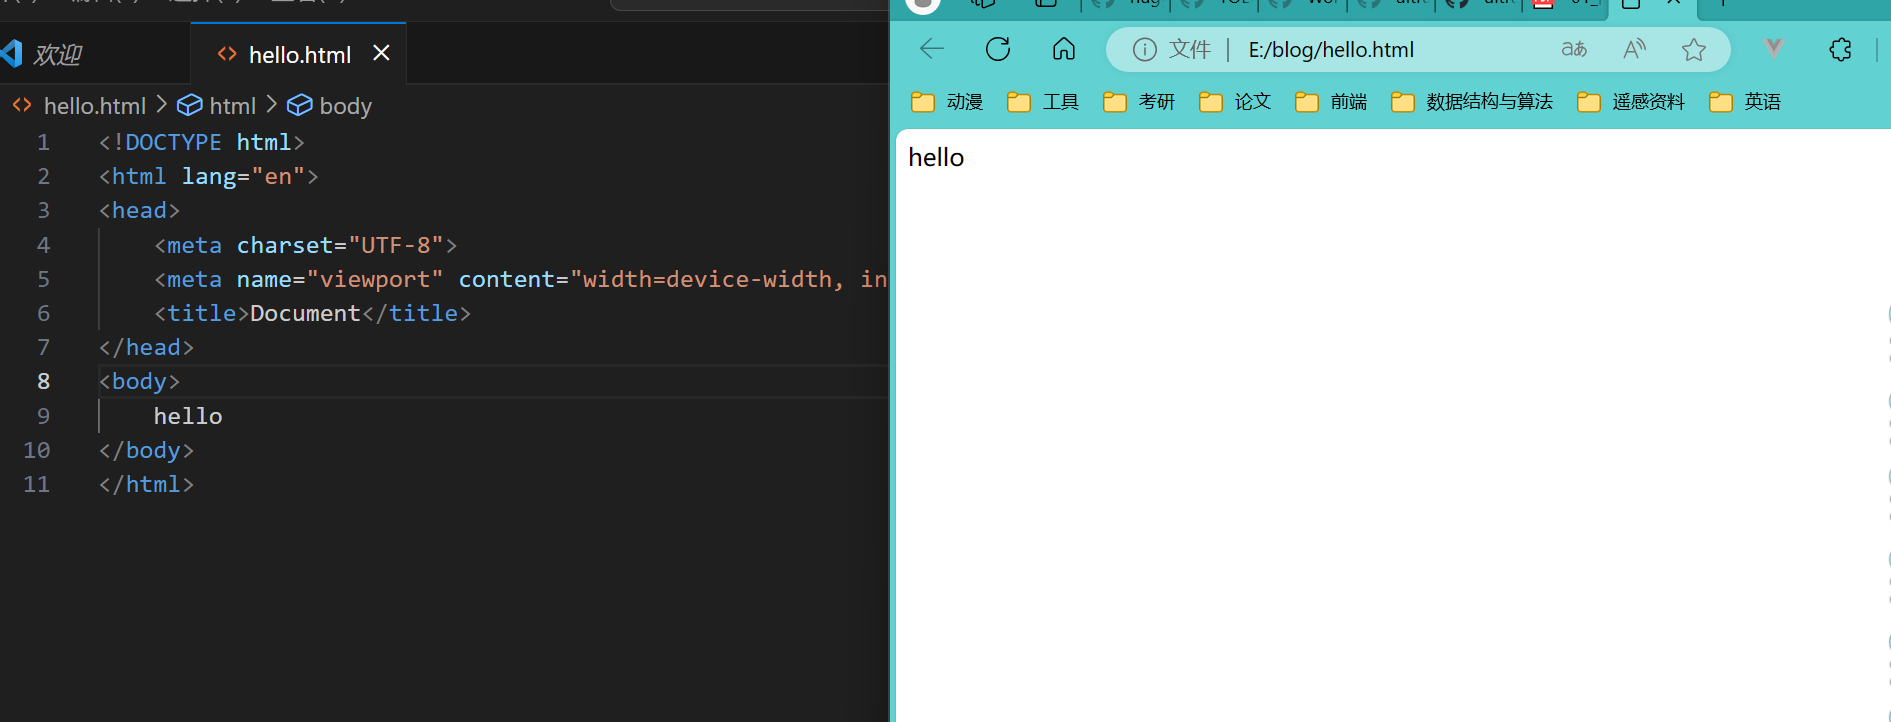 欢迎
hello.html
hello.html > html > body
1 <!DOCTYPE html>
2 <html lang="en">
3 <head>
4 <meta charset="UTF-8">
5 <meta name="viewport" content="width=device-width, in
6 <title>Document</title>
7 </head>
8 <body>
9 hello
10 </body>
11 </html>
文件 | E:/blog/hello.html
动漫 工具 考研 论文 前端 数据结构与算法 遥感资料 英语
hello